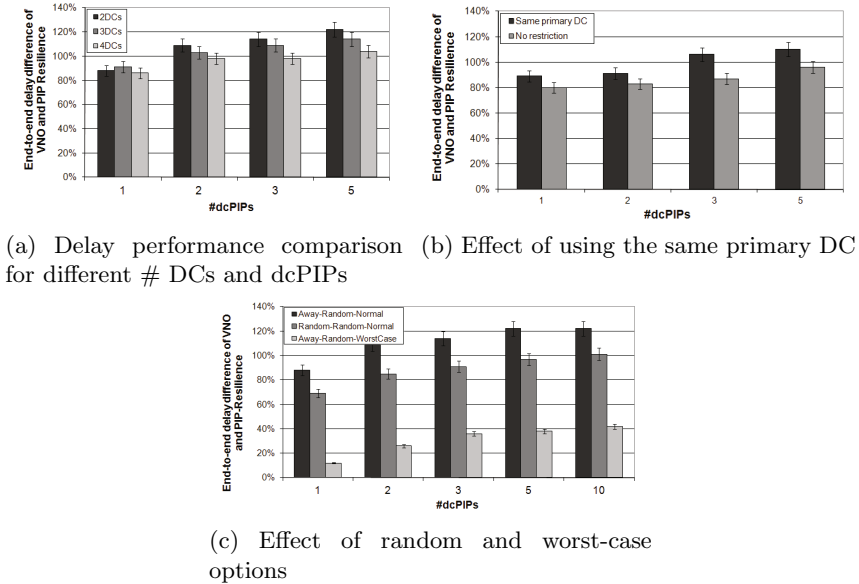 End-to-end delay difference of
VNO and PIP Resilience
140%
120%
100%
80%
60%
40%
20%
0%
2DCs
3DCs
4DCs
1 2 3 5
#dcPIPs
(a) Delay performance comparison
for different # DCs and dcPIPs
End-to-end delay difference of
VNO and PIP Resilience
140%
120%
100%
80%
60%
40%
20%
0%
Same primary DC
No restriction
1 2 3 5
#dcPIPs
(b) Effect of using the same primary DC
End-to-end delay difference of VNO
and PIP-Resilience
140%
120%
100%
80%
60%
40%
20%
0%
Away-Random-Normal
Random-Random-Normal
Away-Random-WorstCase
1 2 3 5 10
#dcPIPs
(c) Effect of random and worst-case
options